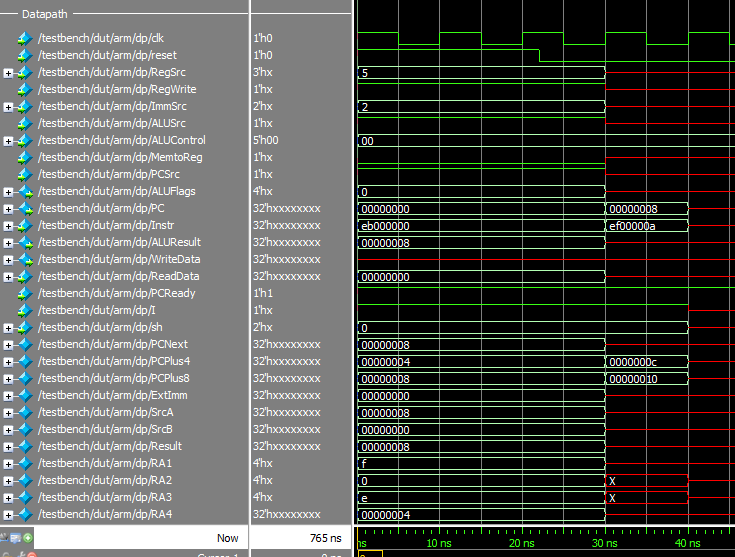 Datapath
/testbench/dut/arm/dp/clk 1'h0
/testbench/dut/arm/dp/reset 1'h0
/testbench/dut/arm/dp/RegSrc 3'hx 5
/testbench/dut/arm/dp/RegWrite 1'hx
/testbench/dut/arm/dp/ImmSrc 2'hx 2
/testbench/dut/arm/dp/ALUSrc 1'hx
/testbench/dut/arm/dp/ALUControl 5'h00 00
/testbench/dut/arm/dp/MemtoReg 1'hx
/testbench/dut/arm/dp/PCSrc 1'hx
/testbench/dut/arm/dp/ALUFlags 4'hx 0
/testbench/dut/arm/dp/PC 32'hxxxxxxxx 00000000 00000008
/testbench/dut/arm/dp/Instr 32'hxxxxxxxx eb000000 ef00000a
/testbench/dut/arm/dp/ALUResult 32'hxxxxxxxx 00000008
/testbench/dut/arm/dp/WriteData 32'hxxxxxxxx
/testbench/dut/arm/dp/ReadData 32'hxxxxxxxx 00000000
/testbench/dut/arm/dp/PCReady 1'h1
/testbench/dut/arm/dp/I 1'hx
/testbench/dut/arm/dp/sh 2'hx 0
/testbench/dut/arm/dp/PCNext 32'hxxxxxxxx 00000008
/testbench/dut/arm/dp/PCPlus4 32'hxxxxxxxx 00000004 0000000c
/testbench/dut/arm/dp/PCPlus8 32'hxxxxxxxx 00000008 00000010
/testbench/dut/arm/dp/ExtImm 32'hxxxxxxxx 00000000
/testbench/dut/arm/dp/SrcA 32'hxxxxxxxx 00000008
/testbench/dut/arm/dp/SrcB 32'hxxxxxxxx 00000000
/testbench/dut/arm/dp/Result 32'hxxxxxxxx 00000008
/testbench/dut/arm/dp/RA1 4'hx f
/testbench/dut/arm/dp/RA2 4'hx 0 X
/testbench/dut/arm/dp/RA3 4'hx e X
/testbench/dut/arm/dp/RA4 32'hxxxxxxxx 00000004
Now 765 ns ns 10 ns 20 ns 30 ns 40 ns